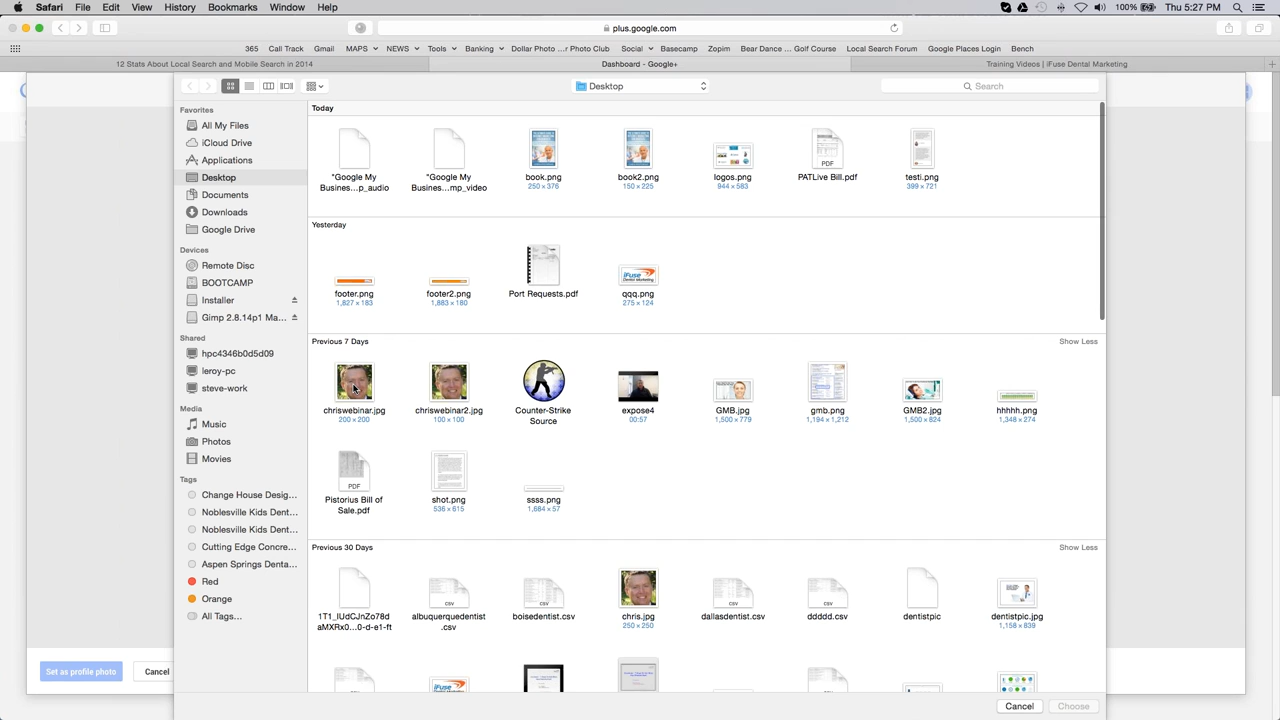 Safari File Edit View History Bookmarks Window Help 100% Thu 5:27 PM
plus.google.com
365 Call Track Gmail MAPS NEWS Tools Banking Dollar Photo ...r Photo Club Social Basecamp Zopim Bear Dance ... Golf Course Local Search Forum Google Places Login Bench
12 Stats About Local Search and Mobile Search in 2014 Dashboard - Google+ Training Videos | iFuse Dental Marketing
Desktop Search
Favorites
All My Files
iCloud Drive
Applications
Desktop
Documents
Downloads
Google Drive
Devices
Remote Disc
BOOTCAMP
Installer
Gimp 2.8.14p1 Ma...
Shared
hpc4346b0d5d09
leroy-pc
steve-work
Media
Music
Photos
Movies
Tags
Change House Desig...
Noblesville Kids Dent...
Noblesville Kids Dent...
Cutting Edge Concre...
Aspen Springs Denta...
Red
Orange
All Tags...
Today
PDF
"Google My "Google My book.png book2.png logos.png PATLive Bill.pdf testi.png
Busines...p_audio Busines...mp_video 250 × 376 150 × 225 944 × 583 399 × 721
Yesterday
iFuse
footer.png footer2.png Port Requests.pdf qqq.png
1,827 × 183 1,883 × 180 275 × 124
Previous 7 Days Show Less
chriswebinar.jpg chriswebinar2.jpg Counter-Strike expose4 GMB.jpg gmb.png GMB2.jpg hhhhh.png
200 × 200 100 × 100 Source 00:57 1,500 × 779 1,194 × 1,212 1,500 × 624 1,348 × 274
PDF
Pistorius Bill of shot.png ssss.png
Sale.pdf 536 × 615 1,684 × 57
Previous 30 Days Show Less
CSV CSV CSV CSV
1T1_IUdCJnZo78d albuquerquedentist boisedentist.csv chris.jpg dallasdentist.csv ddddd.csv dentistpic dentistpic.jpg
aMXRx0...0-d-e1-ft .csv 250 × 250 1,158 × 839
Set as profile photo Cancel
Cancel Choose